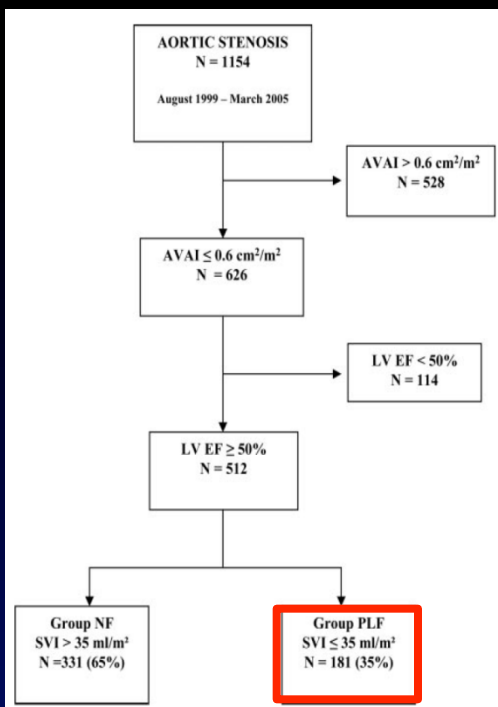 AORTIC STENOSIS
N = 1154
August 1999 – March 2005
AVAI > 0.6 cm²/m²
N = 528
AVAI ≤ 0.6 cm²/m²
N = 626
LV EF < 50%
N = 114
LV EF ≥ 50%
N = 512
Group NF
SVI > 35 ml/m²
N =331 (65%)
Group PLF
SVI ≤ 35 ml/m²
N = 181 (35%)